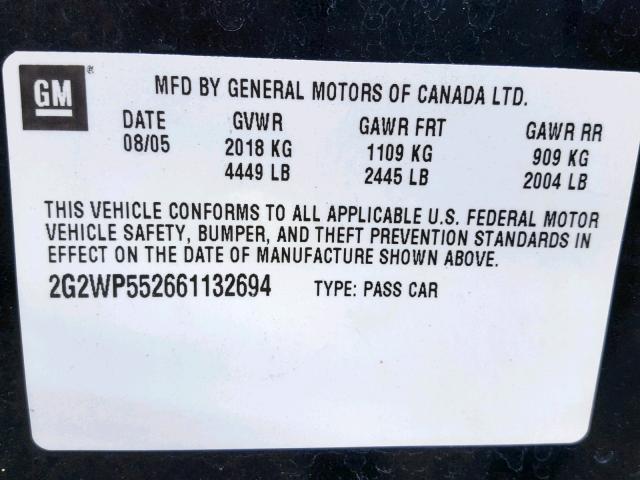 GM ®
MFD BY GENERAL MOTORS OF CANADA LTD.
DATE GVWR GAWR FRT GAWR RR
08/05 2018 KG 1109 KG 909 KG
4449 LB 2445 LB 2004 LB
THIS VEHICLE CONFORMS TO ALL APPLICABLE U.S. FEDERAL MOTOR
VEHICLE SAFETY, BUMPER, AND THEFT PREVENTION STANDARDS IN
EFFECT ON THE DATE OF MANUFACTURE SHOWN ABOVE.
2G2WP552661132694 TYPE: PASS CAR